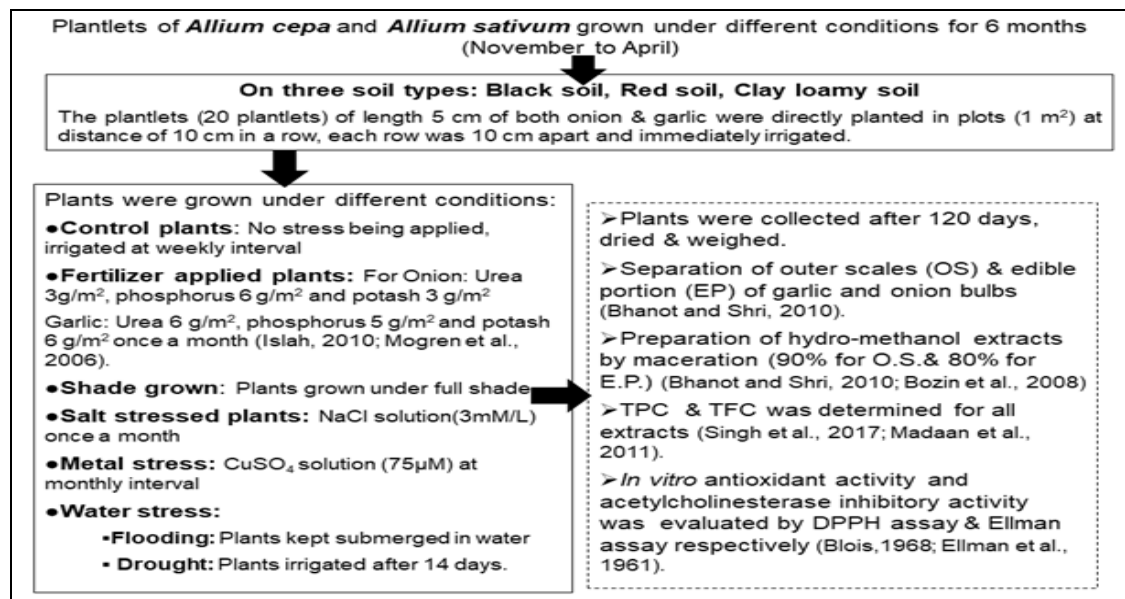 Plantlets of Allium cepa and Allium sativum grown under different conditions for 6 months
(November to April)
On three soil types: Black soil, Red soil, Clay loamy soil
The plantlets (20 plantlets) of length 5 cm of both onion & garlic were directly planted in plots (1 m²) at
distance of 10 cm in a row, each row was 10 cm apart and immediately irrigated.
Plants were grown under different conditions:
●Control plants: No stress being applied,
irrigated at weekly interval
●Fertilizer applied plants: For Onion: Urea
3g/m², phosphorus 6 g/m² and potash 3 g/m²
Garlic: Urea 6 g/m², phosphorus 5 g/m² and potash
6 g/m² once a month (Islah, 2010; Mogren et al.,
2006).
●Shade grown: Plants grown under full shade
●Salt stressed plants: NaCl solution(3mM/L)
once a month
●Metal stress: CuSO₄ solution (75µM) at
monthly interval
●Water stress:
▪Flooding: Plants kept submerged in water
▪ Drought: Plants irrigated after 14 days.
➢Plants were collected after 120 days,
dried & weighed.
➢Separation of outer scales (OS) & edible
portion (EP) of garlic and onion bulbs
(Bhanot and Shri, 2010).
➢Preparation of hydro-methanol extracts
by maceration (90% for O.S.& 80% for
E.P.) (Bhanot and Shri, 2010; Bozin et al., 2008)
➢TPC & TFC was determined for all
extracts (Singh et al., 2017; Madaan et al.,
2011).
➢In vitro antioxidant activity and
acetylcholinesterase inhibitory activity
was evaluated by DPPH assay & Ellman
assay respectively (Blois,1968; Ellman et al.,
1961).